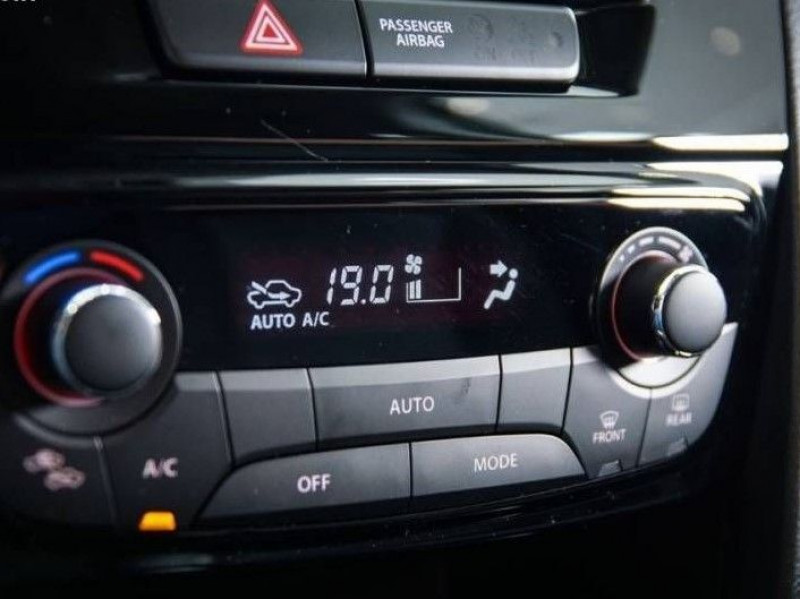 PASSENGER
AIRBAG
19.0
AUTO A/C
AUTO
FRONT
REAR
A/C
OFF
MODE